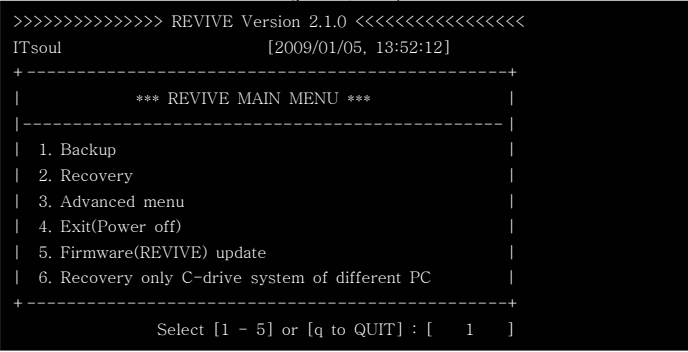 >>>>>>>>>>>>>>> REVIVE Version 2.1.0 <<<<<<<<<<<<<<<<<
ITsoul [2009/01/05, 13:52:12]
+------------------------------------------------+
| *** REVIVE MAIN MENU *** |
|------------------------------------------------|
| 1. Backup |
| 2. Recovery |
| 3. Advanced menu |
| 4. Exit(Power off) |
| 5. Firmware(REVIVE) update |
| 6. Recovery only C-drive system of different PC |
+------------------------------------------------+
Select [1 - 5] or [q to QUIT] : [ 1 ]